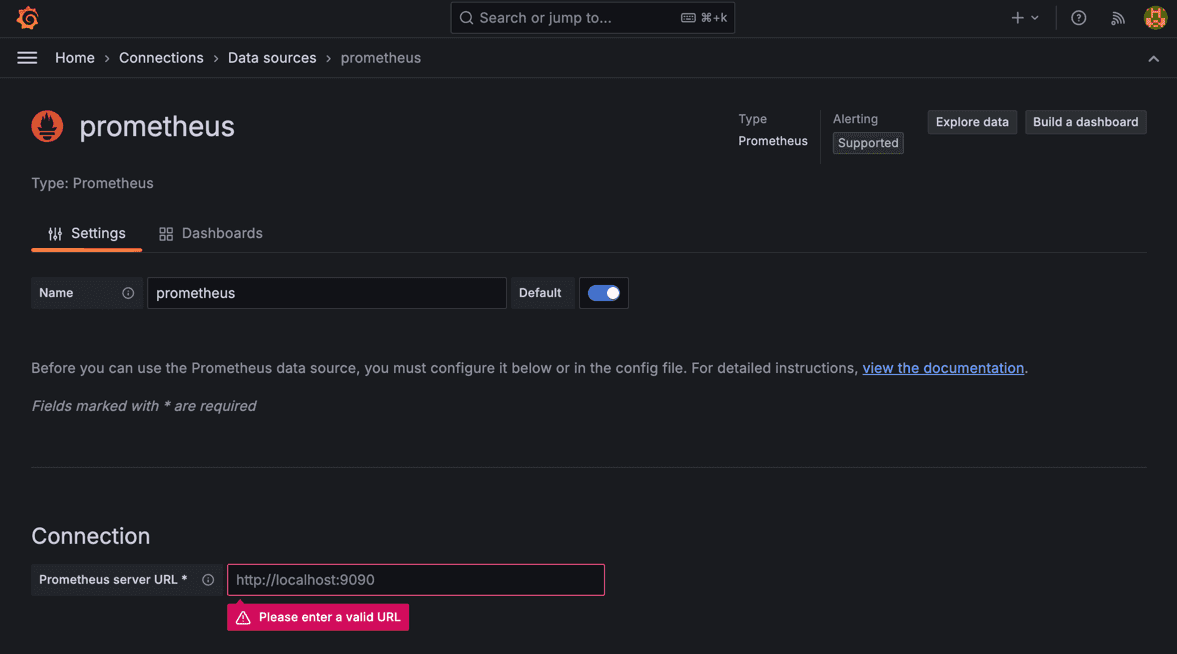 Search or jump to... ⌘+k
Home › Connections › Data sources › prometheus
prometheus
Type
Prometheus
Alerting
Supported
Explore data
Build a dashboard
Type: Prometheus
Settings
Dashboards
Name
prometheus
Default
Before you can use the Prometheus data source, you must configure it below or in the config file. For detailed instructions, view the documentation.
Fields marked with * are required
Connection
Prometheus server URL *
http://localhost:9090
Please enter a valid URL